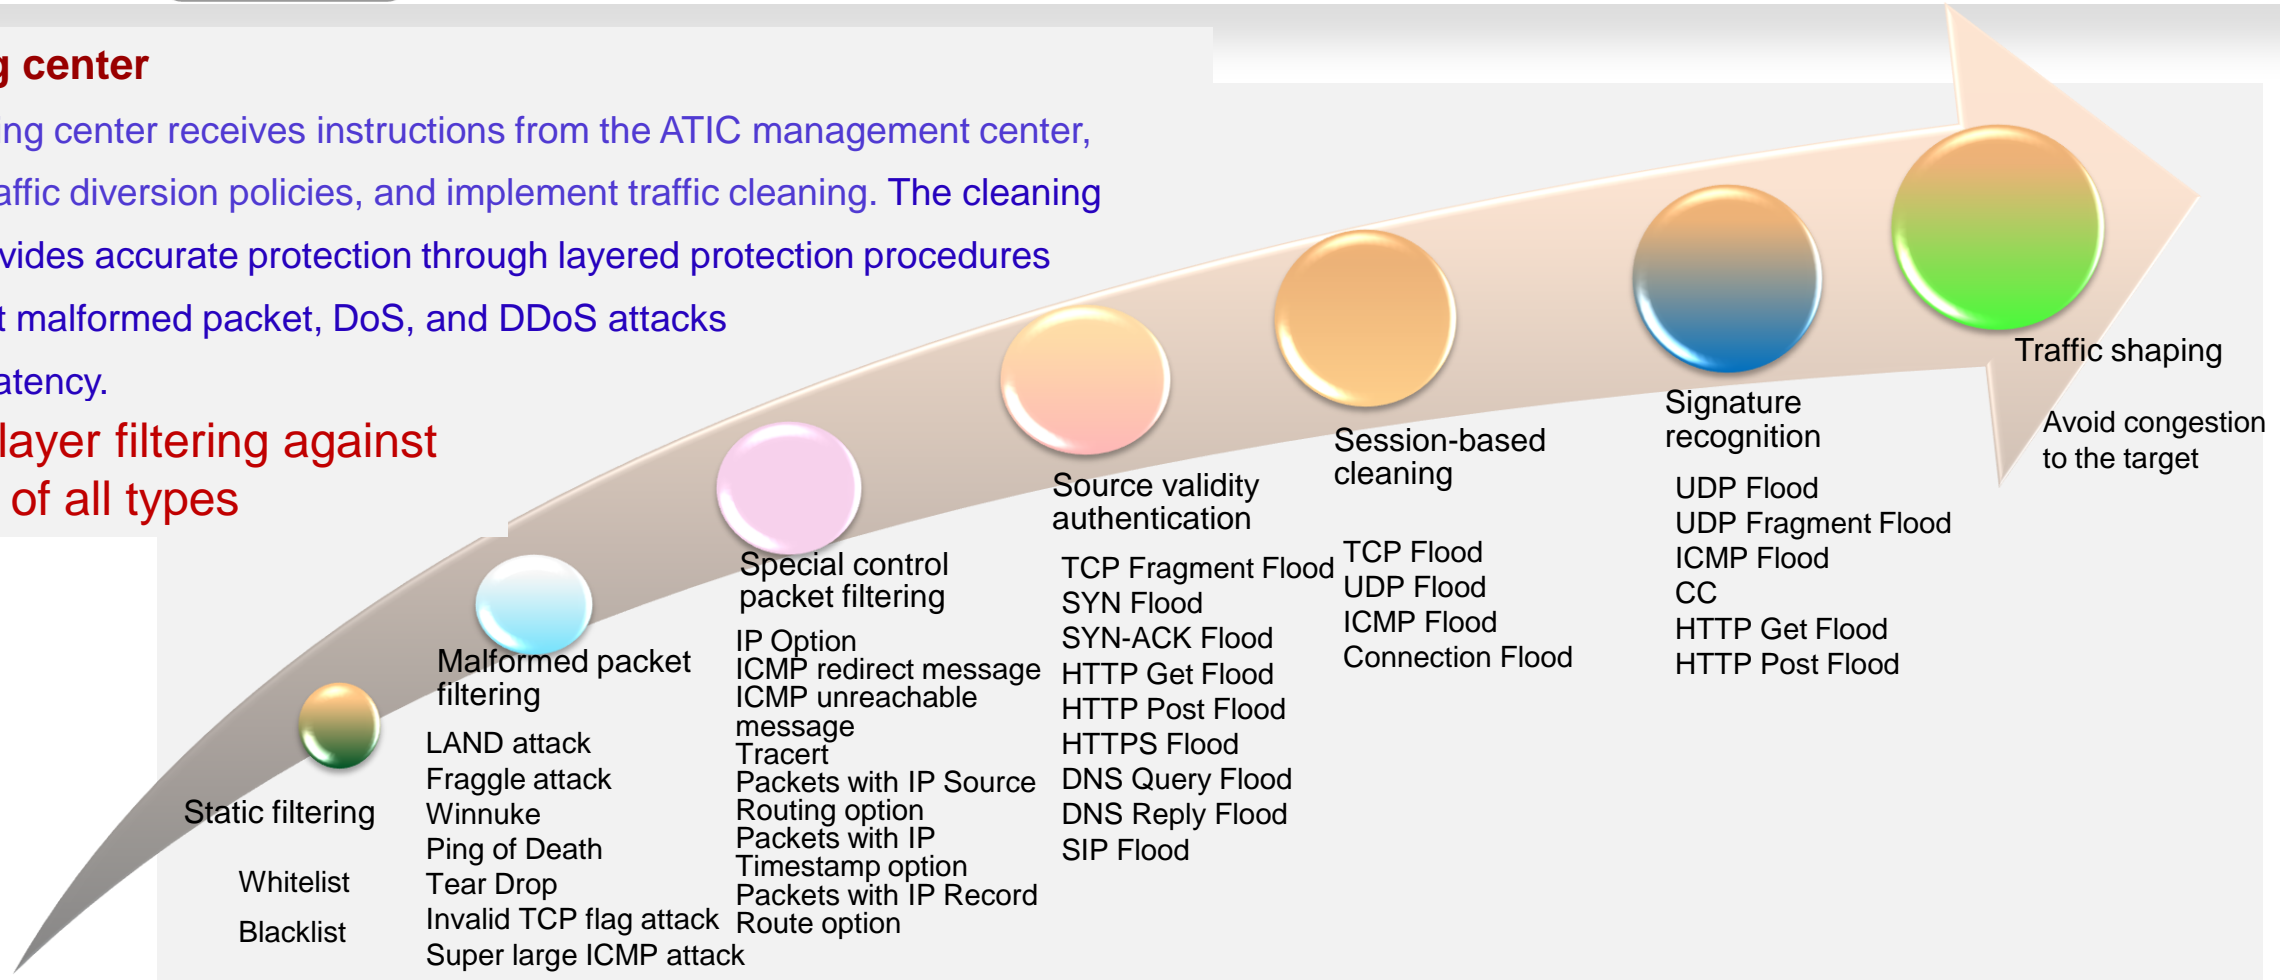 g center
ing center receives instructions from the ATIC management center,
affic diversion policies, and implement traffic cleaning. The cleaning
vides accurate protection through layered protection procedures
t malformed packet, DoS, and DDoS attacks
atency.
layer filtering against
of all types
Static filtering
Whitelist
Blacklist
Malformed packet
filtering
LAND attack
Fraggle attack
Winnuke
Ping of Death
Tear Drop
Invalid TCP flag attack
Super large ICMP attack
Special control
packet filtering
IP Option
ICMP redirect message
ICMP unreachable
message
Tracert
Packets with IP Source
Routing option
Packets with IP
Timestamp option
Packets with IP Record
Route option
Source validity
authentication
TCP Fragment Flood
SYN Flood
SYN-ACK Flood
HTTP Get Flood
HTTP Post Flood
HTTPS Flood
DNS Query Flood
DNS Reply Flood
SIP Flood
Session-based
cleaning
TCP Flood
UDP Flood
ICMP Flood
Connection Flood
Signature
recognition
UDP Flood
UDP Fragment Flood
ICMP Flood
CC
HTTP Get Flood
HTTP Post Flood
Traffic shaping
Avoid congestion
to the target